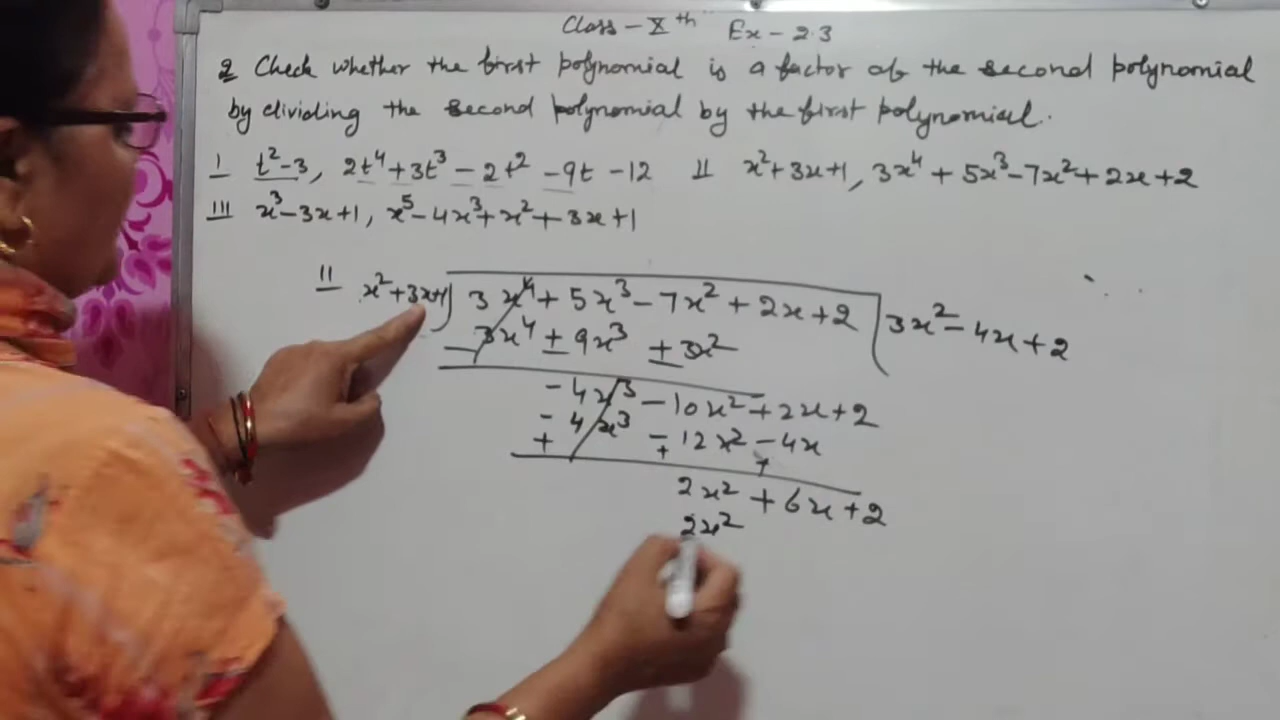 Class - Xth Ex - 2.3
Q Check whether the first polynomial is a factor of the second polynomial
by dividing the second polynomial by the first polynomial.
I t² - 3, 2t⁴ + 3t³ - 2t² - 9t - 12 II x² + 3x + 1, 3x⁴ + 5x³ - 7x² + 2x + 2
III x³ - 3x + 1, x⁵ - 4x³ + x² + 3x + 1
II x² + 3x+1) 3x⁴ + 5x³ - 7x² + 2x + 2 ( 3x² - 4x + 2
3x⁴ + 9x³ + 3x²
- - -
- 4x³ - 10x² + 2x + 2
- 4x³ - 12x² - 4x
+ + +
2x² + 6x + 2
2x²